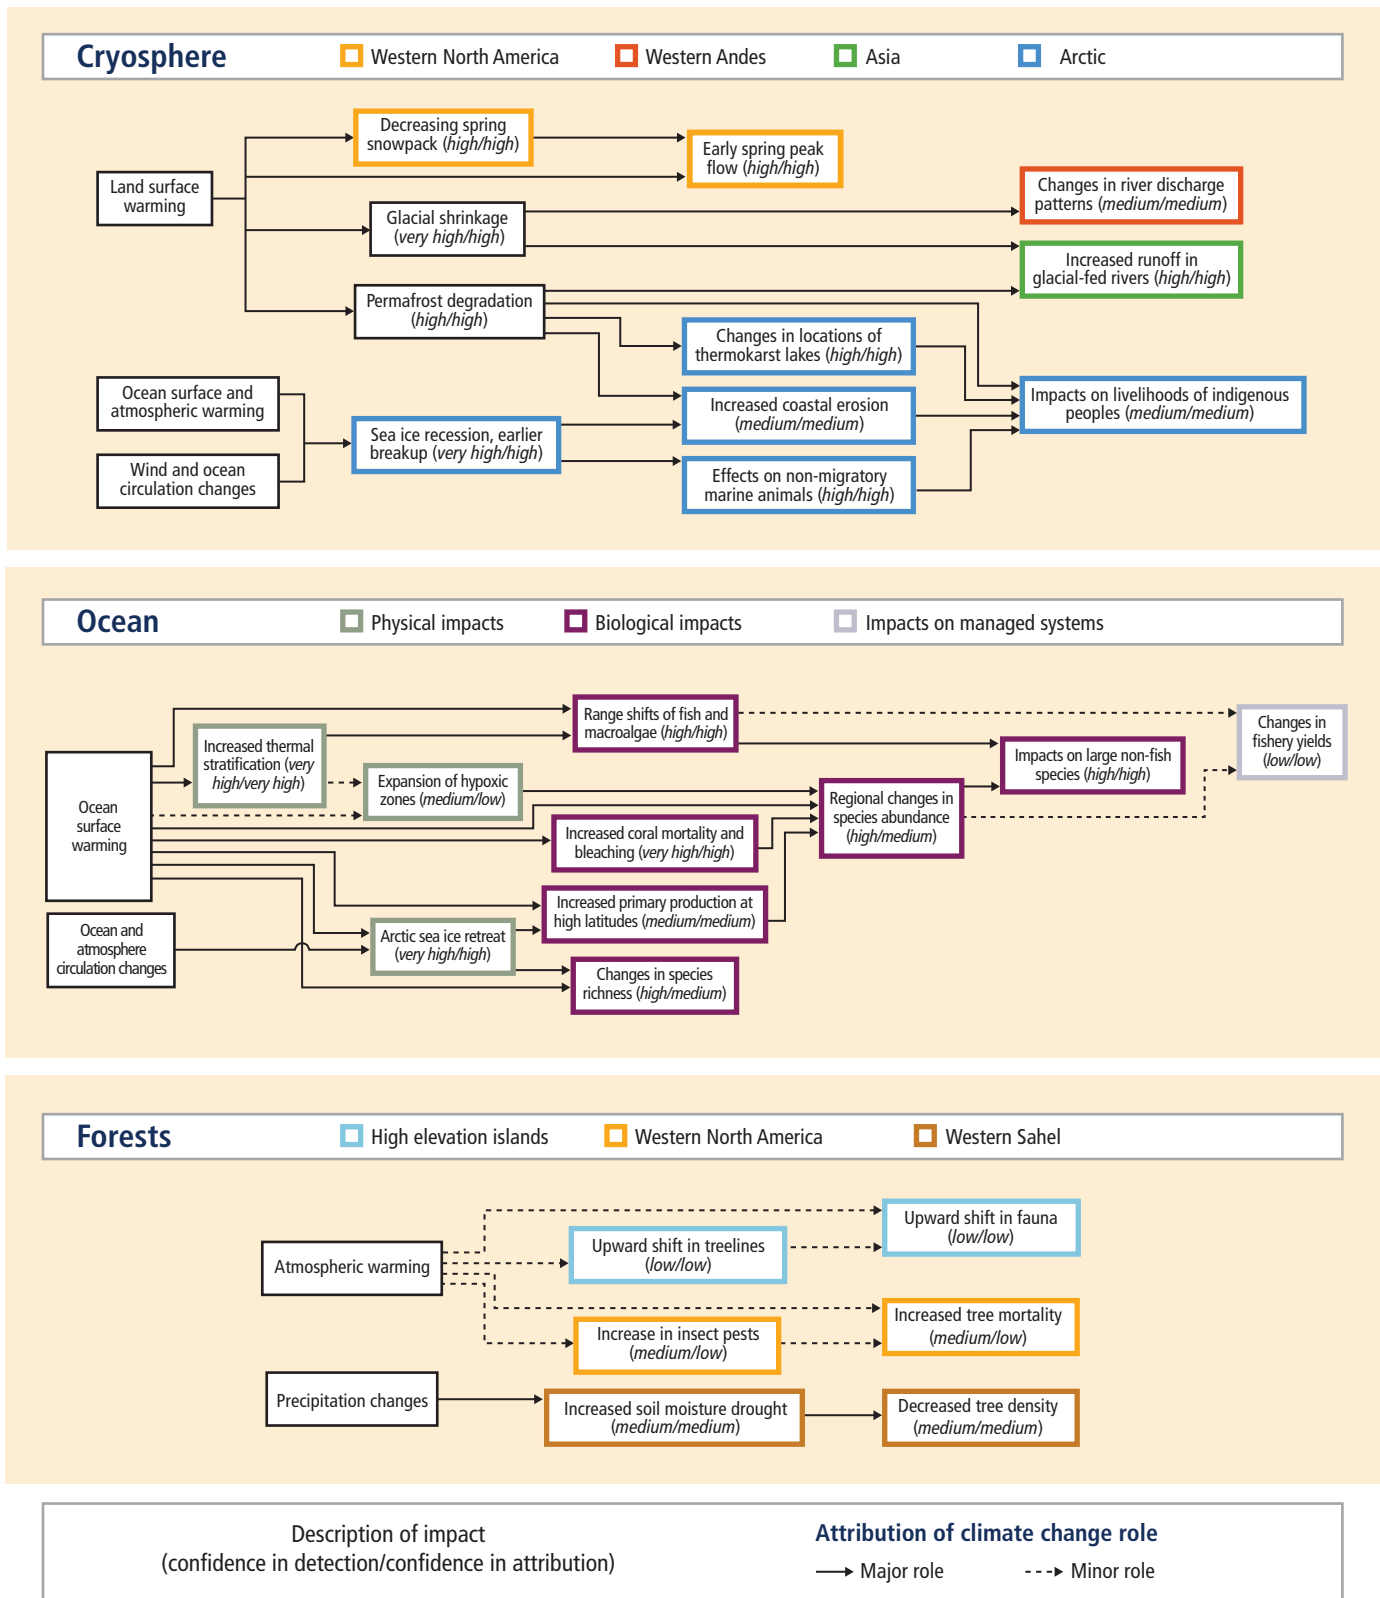 Cryosphere
Western North America
Western Andes
Asia
Arctic
Decreasing spring
snowpack (high/high)
Early spring peak
flow (high/high)
Land surface
warming
Changes in river discharge
patterns (medium/medium)
Glacial shrinkage
(very high/high)
Increased runoff in
glacial-fed rivers (high/high)
Permafrost degradation
(high/high)
Changes in locations of
thermokarst lakes (high/high)
Ocean surface and
atmospheric warming
Increased coastal erosion
(medium/medium)
Impacts on livelihoods of indigenous
peoples (medium/medium)
Sea ice recession, earlier
breakup (very high/high)
Wind and ocean
circulation changes
Effects on non-migratory
marine animals (high/high)
Ocean
Physical impacts
Biological impacts
Impacts on managed systems
Range shifts of fish and
macroalgae (high/high)
Changes in
fishery yields
(low/low)
Increased thermal
stratification (very
high/very high)
Impacts on large non-fish
species (high/high)
Expansion of hypoxic
zones (medium/low)
Ocean
surface
warming
Regional changes in
species abundance
(high/medium)
Increased coral mortality and
bleaching (very high/high)
Increased primary production at
high latitudes (medium/medium)
Ocean and
atmosphere
circulation changes
Arctic sea ice retreat
(very high/high)
Changes in species
richness (high/medium)
Forests
High elevation islands
Western North America
Western Sahel
Upward shift in fauna
(low/low)
Upward shift in treelines
(low/low)
Atmospheric warming
Increased tree mortality
(medium/low)
Increase in insect pests
(medium/low)
Precipitation changes
Increased soil moisture drought
(medium/medium)
Decreased tree density
(medium/medium)
Description of impact
(confidence in detection/confidence in attribution)
Attribution of climate change role
Major role
Minor role